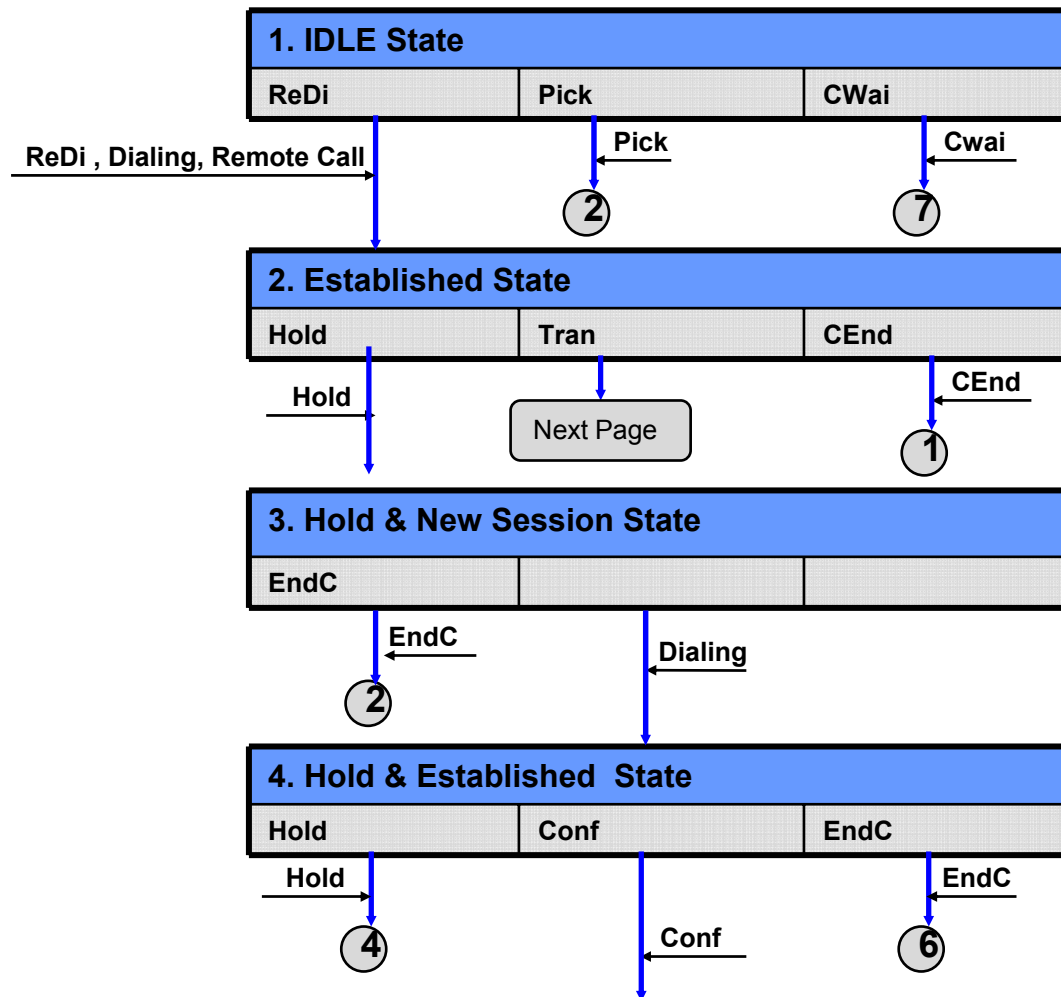 1. IDLE State
ReDi Pick CWai
ReDi , Dialing, Remote Call Pick Cwai
2 7
2. Established State
Hold Tran CEnd
Hold CEnd
Next Page 1
3. Hold & New Session State
EndC
EndC Dialing
2
4. Hold & Established State
Hold Conf EndC
Hold EndC
4 Conf 6